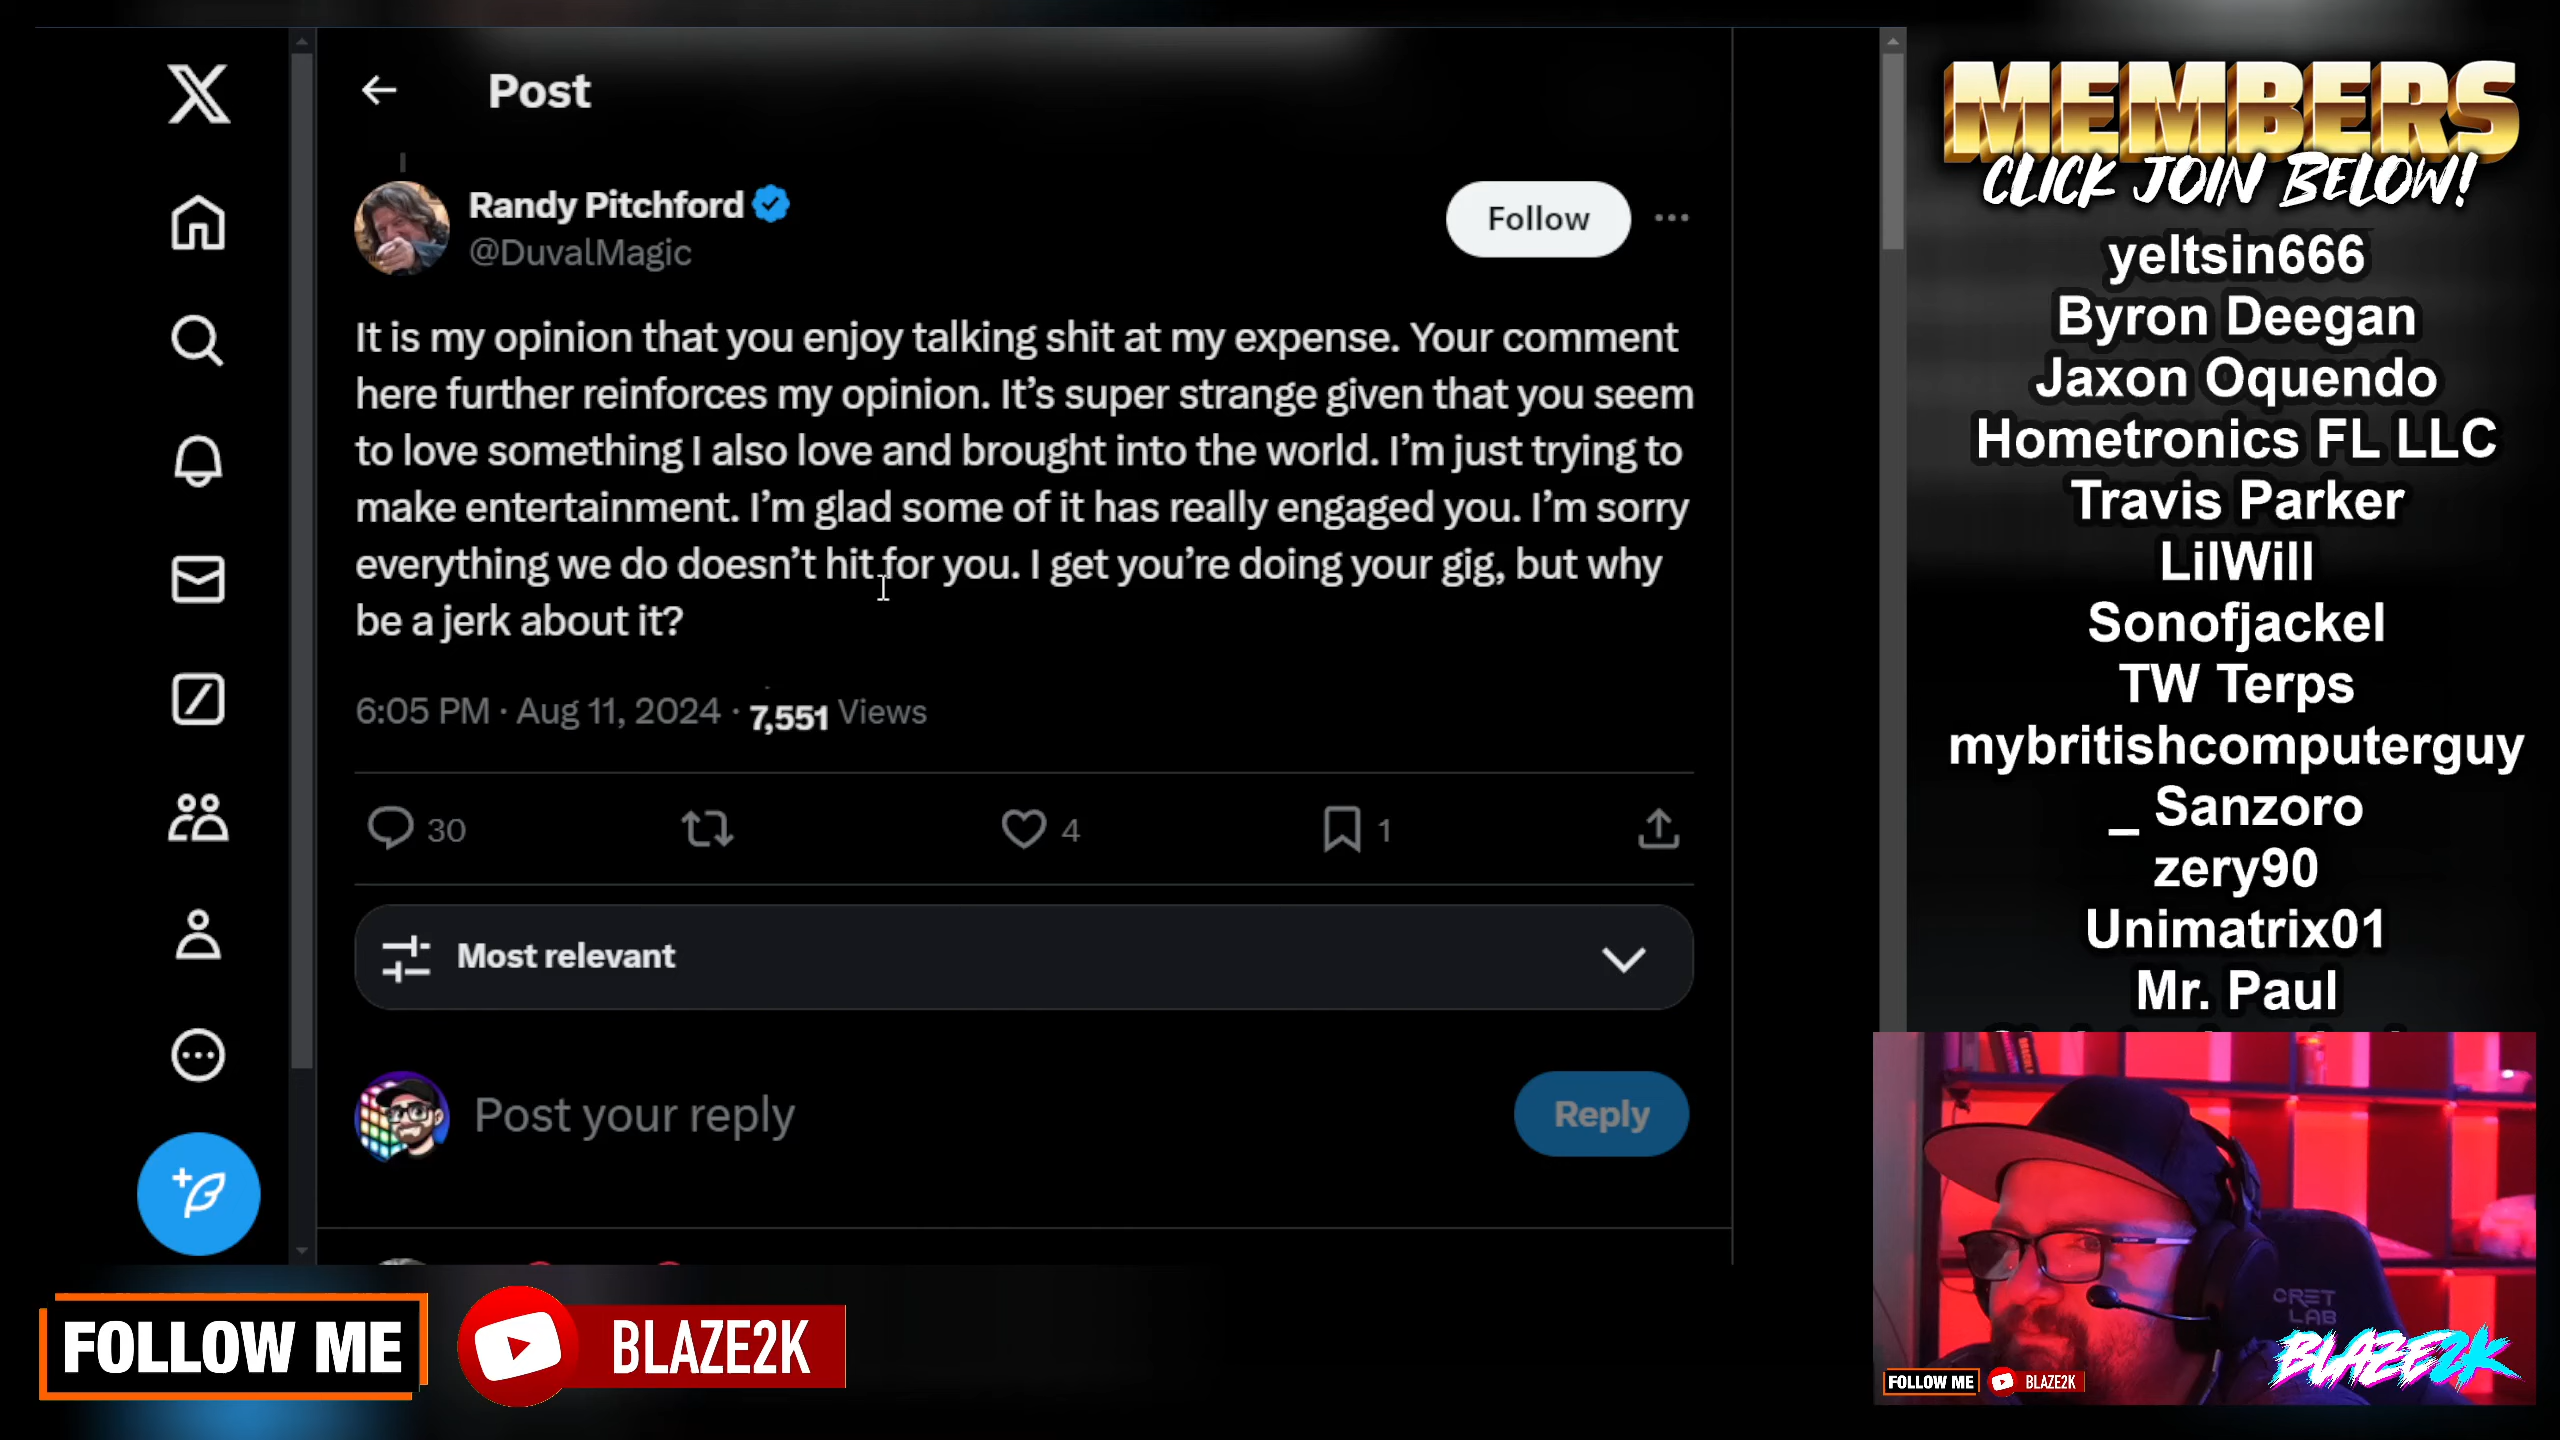 Post
Randy Pitchford
@DuvalMagic
Follow
It is my opinion that you enjoy talking shit at my expense. Your comment
here further reinforces my opinion. It’s super strange given that you seem
to love something I also love and brought into the world. I’m just trying to
make entertainment. I’m glad some of it has really engaged you. I’m sorry
everything we do doesn’t hit for you. I get you’re doing your gig, but why
be a jerk about it?
6:05 PM · Aug 11, 2024 · 7,551 Views
30
4
1
Most relevant
Post your reply
Reply
MEMBERS
CLICK JOIN BELOW!
yeltsin666
Byron Deegan
Jaxon Oquendo
Hometronics FL LLC
Travis Parker
LilWill
Sonofjackel
TW Terps
mybritishcomputerguy
_ Sanzoro
zery90
Unimatrix01
Mr. Paul
FOLLOW ME
BLAZE2K
FOLLOW ME
BLAZE2K
BLAZE2K